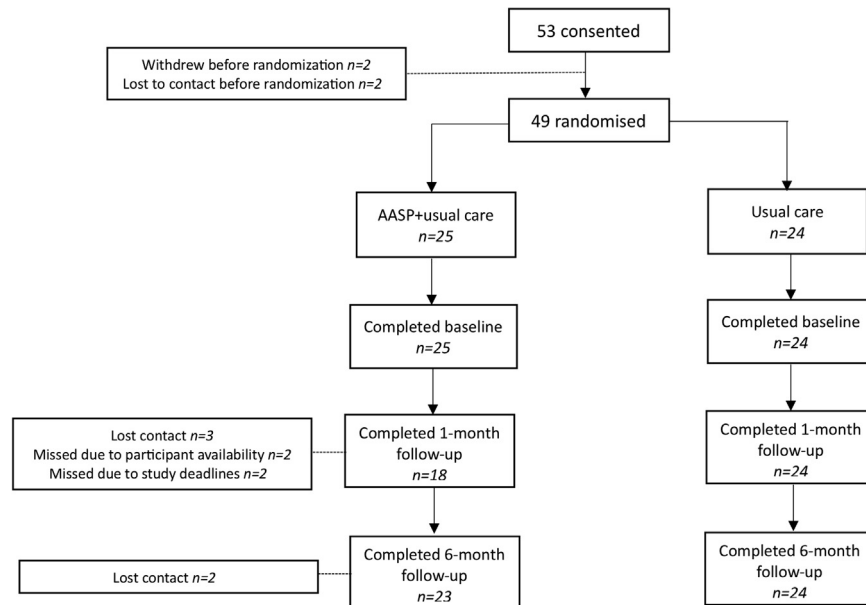 53 consented
Withdrew before randomization n=2
Lost to contact before randomization n=2
49 randomised
AASP+usual care
n=25
Usual care
n=24
Completed baseline
n=25
Completed baseline
n=24
Lost contact n=3
Missed due to participant availability n=2
Missed due to study deadlines n=2
Completed 1-month
follow-up
n=18
Completed 1-month
follow-up
n=24
Lost contact n=2
Completed 6-month
follow-up
n=23
Completed 6-month
follow-up
n=24